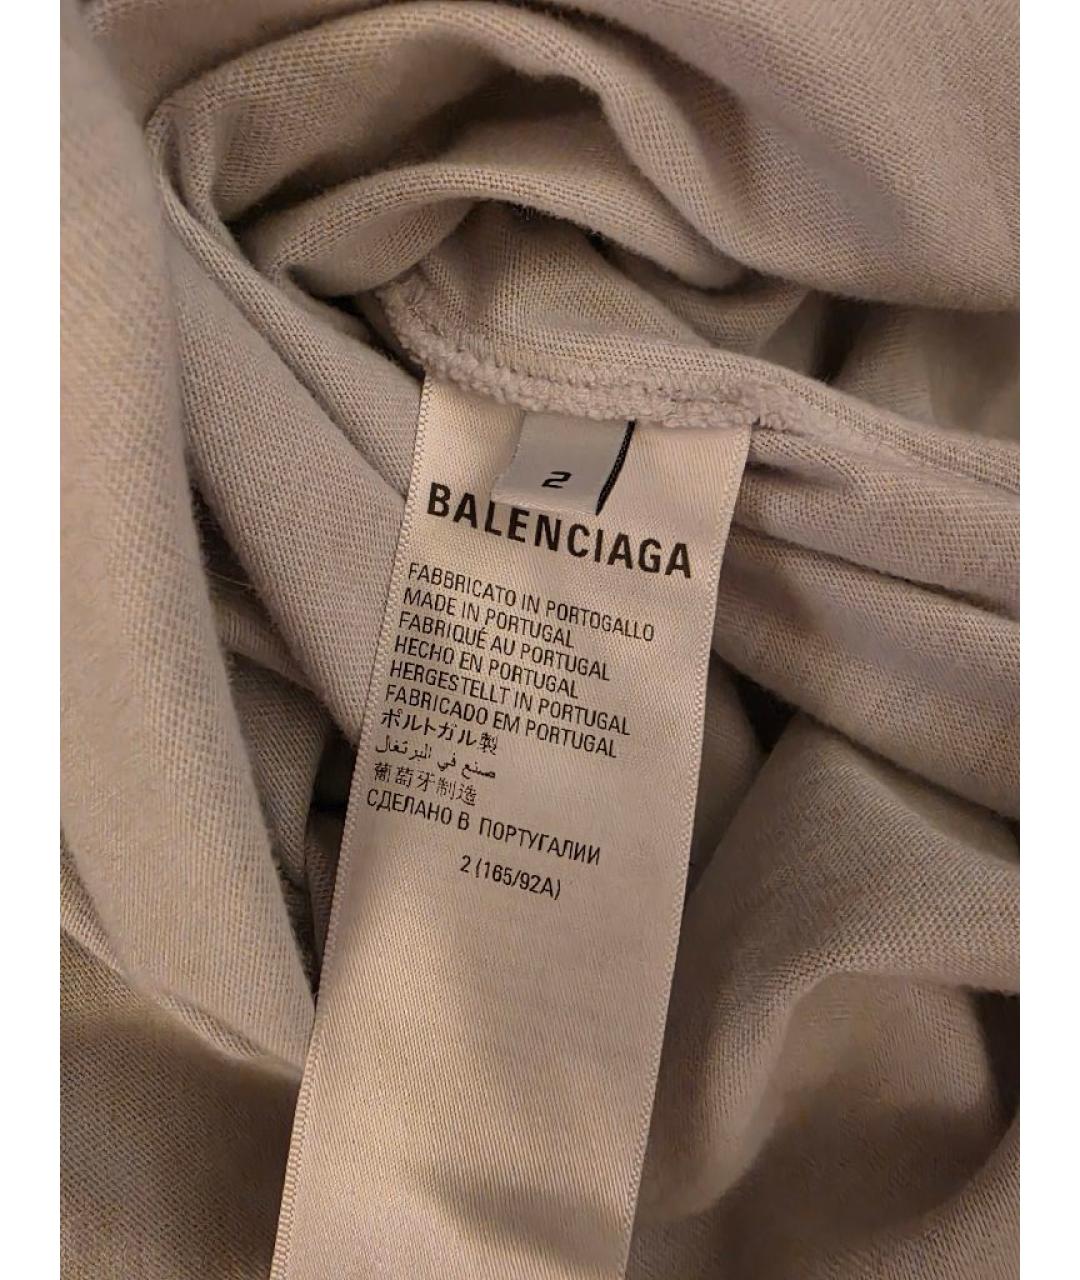 2
BALENCIAGA
FABBRICATO IN PORTOGALLO
MADE IN PORTUGAL
FABRIQUÉ AU PORTUGAL
HECHO EN PORTUGAL
HERGESTELLT IN PORTUGAL
FABRICADO EM PORTUGAL
ポルトガル製
صنع في البرتغال
葡萄牙制造
СДЕЛАНО В ПОРТУГАЛИИ
2 (165/92A)